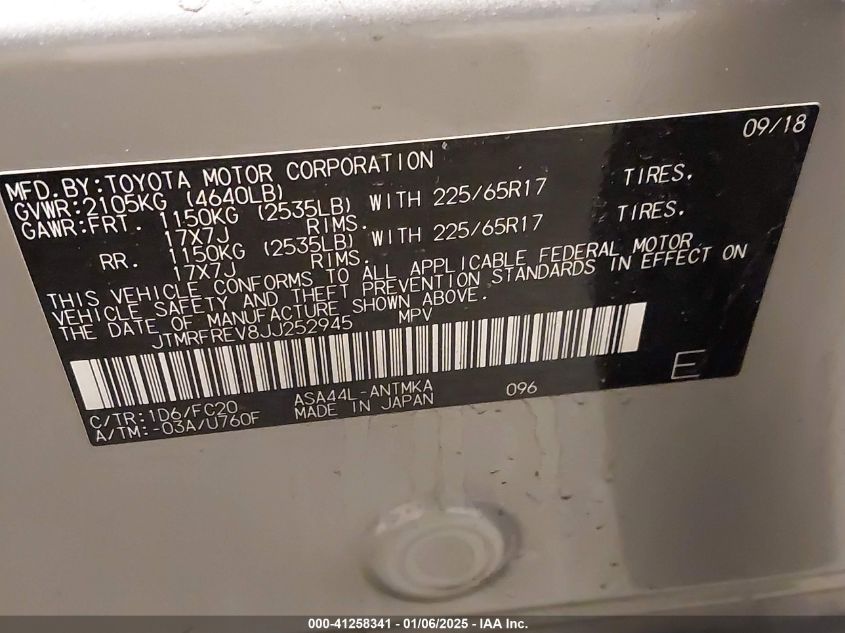 09/18
MFD.BY:TOYOTA MOTOR CORPORATION
GVWR:2105KG (4640LB)
GAWR:FRT. 1150KG (2535LB) WITH 225/65R17 TIRES.
17X7J RIMS.
RR. 1150KG (2535LB) WITH 225/65R17 TIRES.
17X7J RIMS.
THIS VEHICLE CONFORMS TO ALL APPLICABLE FEDERAL MOTOR
VEHICLE SAFETY AND THEFT PREVENTION STANDARDS IN EFFECT ON
THE DATE OF MANUFACTURE SHOWN ABOVE.
JTMRFREV8JJ252945 MPV
E
C/TR:1D6/FC20 ASA44L-ANTMKA 096
A/TM:-03A/U760F MADE IN JAPAN
000-41258341 - 01/06/2025 - IAA Inc.